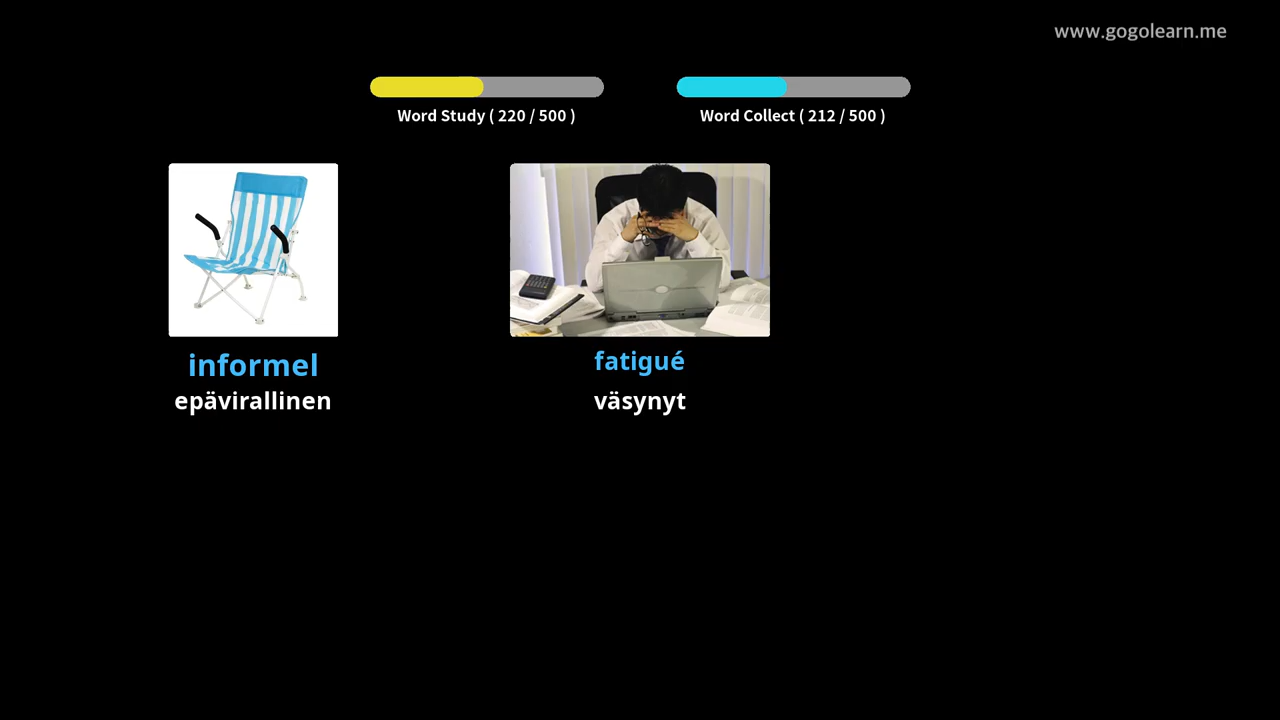 www.gogolearn.me
Word Study ( 220 / 500 )
Word Collect ( 212 / 500 )
informel
epävirallinen
fatigué
väsynyt